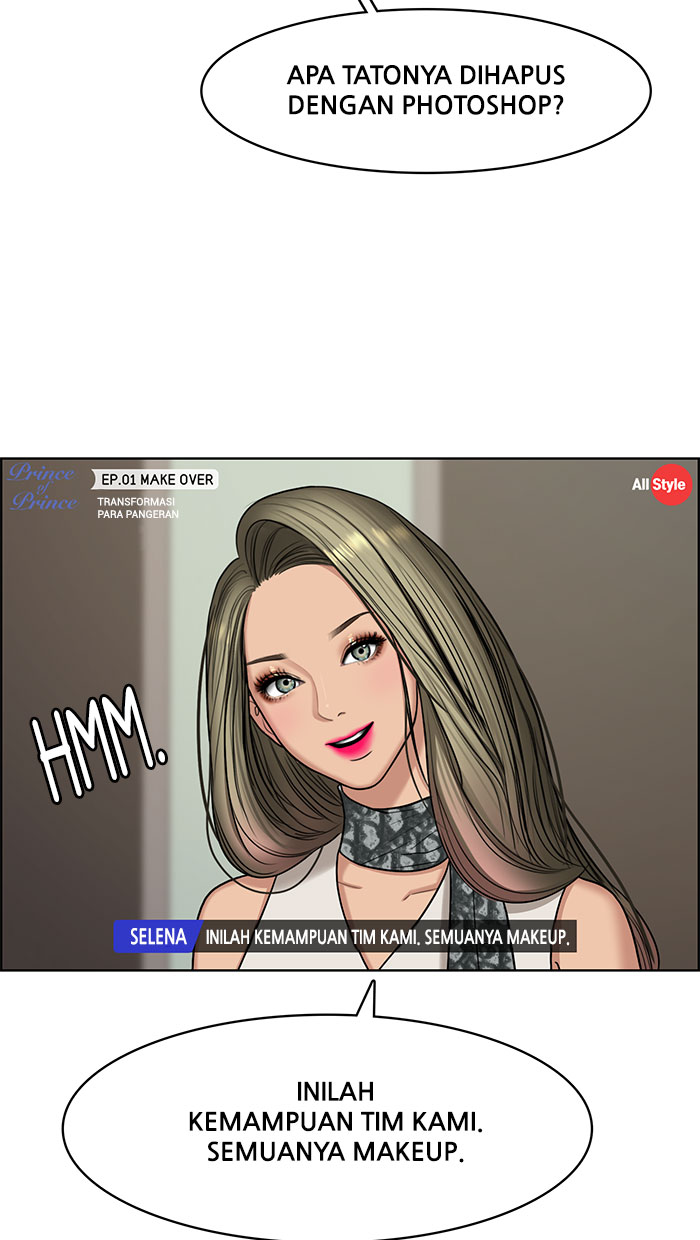 APA TATONYA DIHAPUS
DENGAN PHOTOSHOP?
Prince
of
Prince
EP.01 MAKE OVER
TRANSFORMASI
PARA PANGERAN
All Style
HMM.
SELENA INILAH KEMAMPUAN TIM KAMI. SEMUANYA MAKEUP.
INILAH
KEMAMPUAN TIM KAMI.
SEMUANYA MAKEUP.